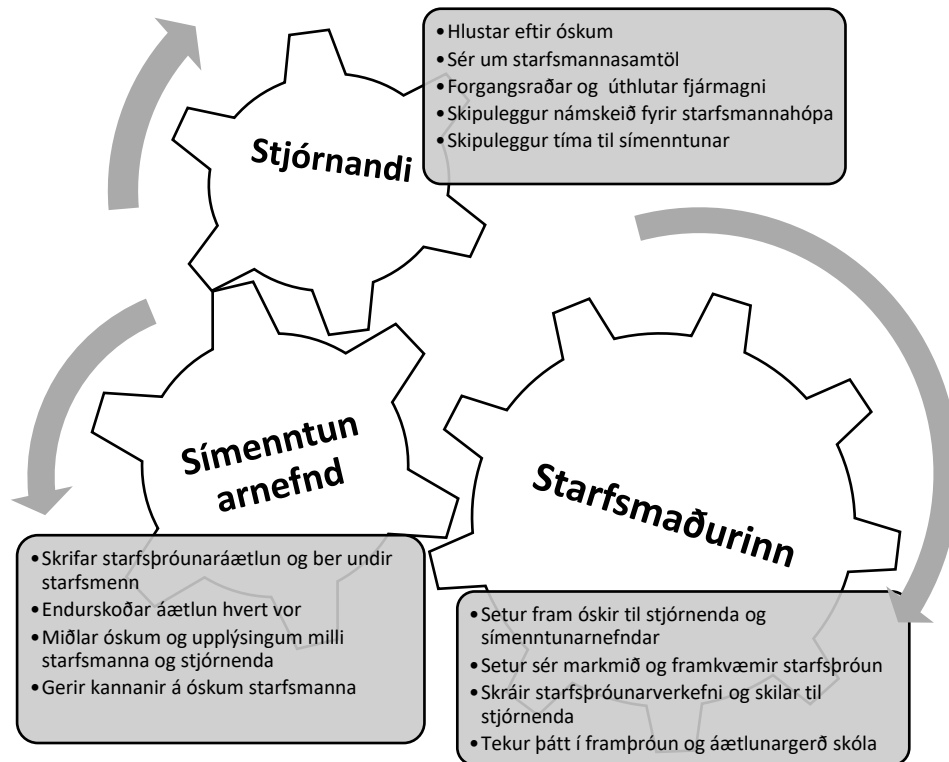 • Hlustar eftir óskum
• Sér um starfsmannasamtöl
• Forgangsraðar og úthlutar fjármagni
• Skipuleggur námskeið fyrir starfsmannahópa
• Skipuleggur tíma til símenntunar
Stjórnandi
Símenntun
arnefnd
• Skrifar starfsþróunaráætlun og ber undir
starfsmenn
• Endurskoðar áætlun hvert vor
• Miðlar óskum og upplýsingum milli
starfsmanna og stjórnenda
• Gerir kannanir á óskum starfsmanna
Starfsmaðurinn
• Setur fram óskir til stjórnenda og
símenntunarnefndar
• Setur sér markmið og framkvæmir starfsþróun
• Skráir starfsþróunarverkefni og skilar til
stjórnenda
• Tekur þátt í framþróun og áætlunargerð skóla